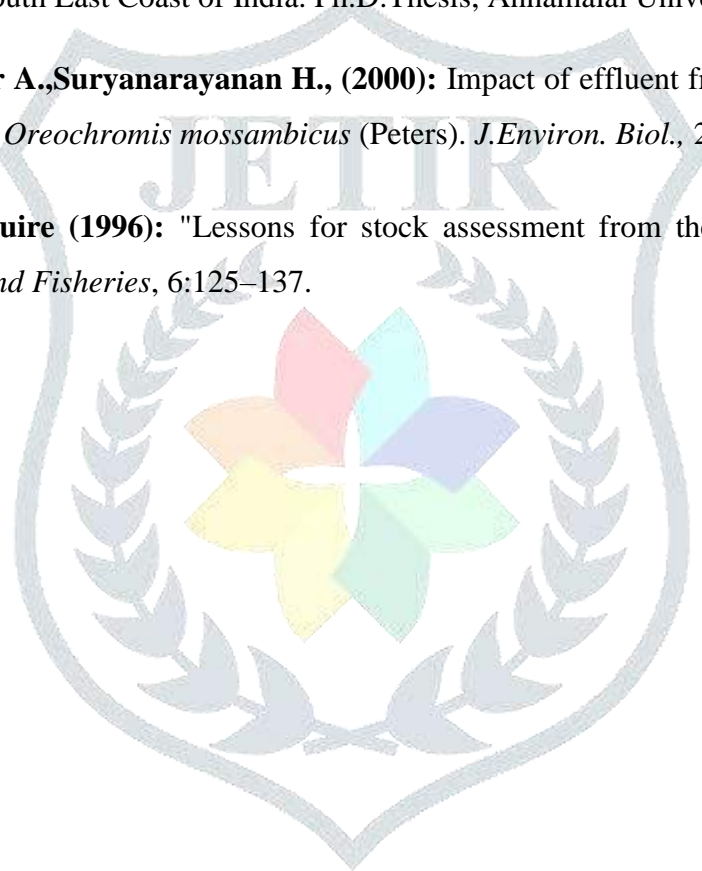 outh East Coast of India. Ph.D.Thesis, Annamalai Unive
r A.,Suryanarayanan H., (2000): Impact of effluent fr
Oreochromis mossambicus (Peters). J.Environ. Biol., 2
JETIR
uire (1996): "Lessons for stock assessment from the
nd Fisheries, 6:125–137.